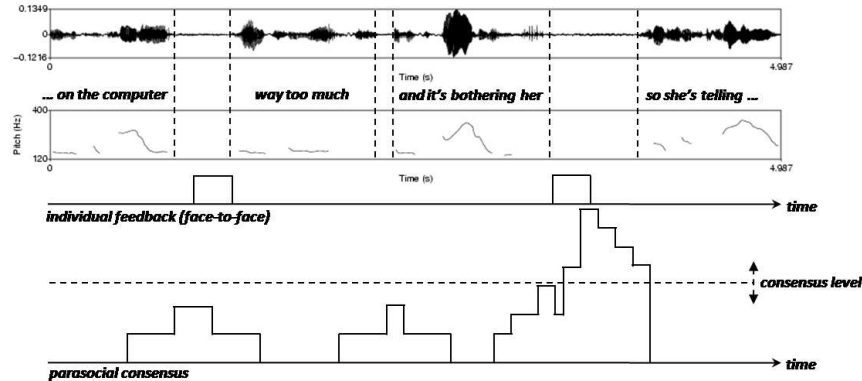 0.1349
0
−0.1216
0
Time (s)
4.987
... on the computer
way too much
and it's bothering her
so she's telling ...
400
Pitch (Hz)
120
0
Time (s)
4.987
individual feedback (face-to-face)
time
consensus level
parasocial consensus
time